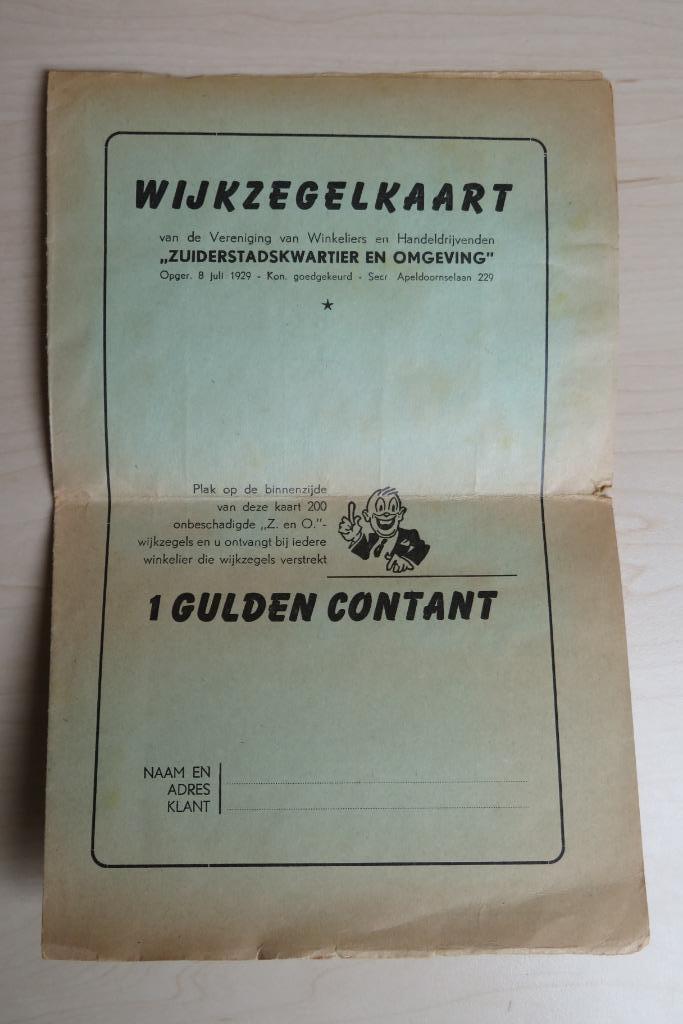 WIJKZEGELKAART
van de Vereniging van Winkeliers en Handeldrijvenden
„ZUIDERSTADSKWARTIER EN OMGEVING"
Opger. 8 juli 1929 - Kon. goedgekeurd - Secr. Apeldoornselaan 229
Plak op de binnenzijde
van deze kaart 200
onbeschadigde „Z. en O."-
wijkzegels en u ontvangt bij iedere
winkelier die wijkzegels verstrekt
1 GULDEN CONTANT
NAAM EN
ADRES
KLANT